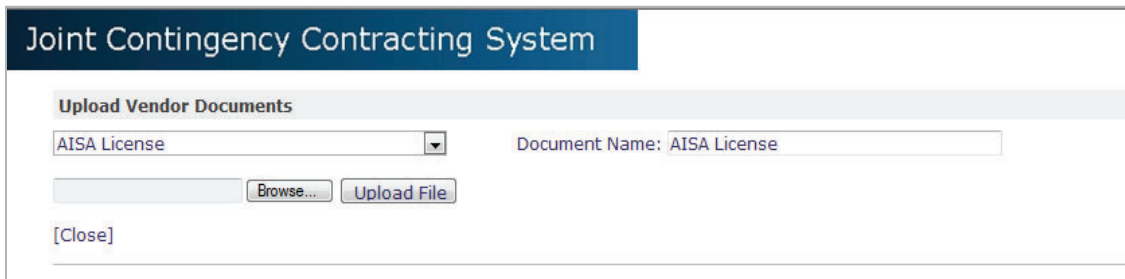 Joint Contingency Contracting System
Upload Vendor Documents
AISA License Document Name: AISA License
Browse... Upload File
[Close]